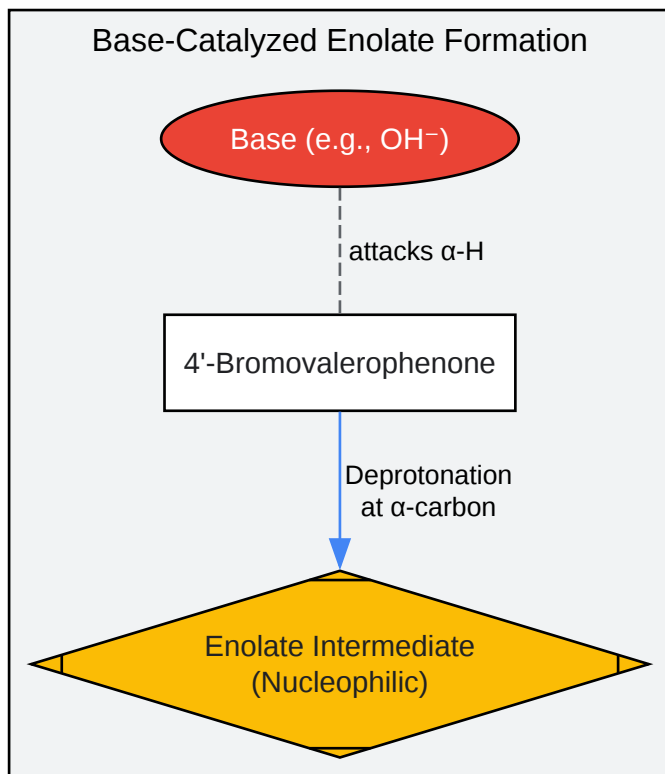 Base-Catalyzed Enolate Formation
Base (e.g., OH⁻)
attacks α-H
4'-Bromovalerophenone
Deprotonation
at α-carbon
Enolate Intermediate
(Nucleophilic)